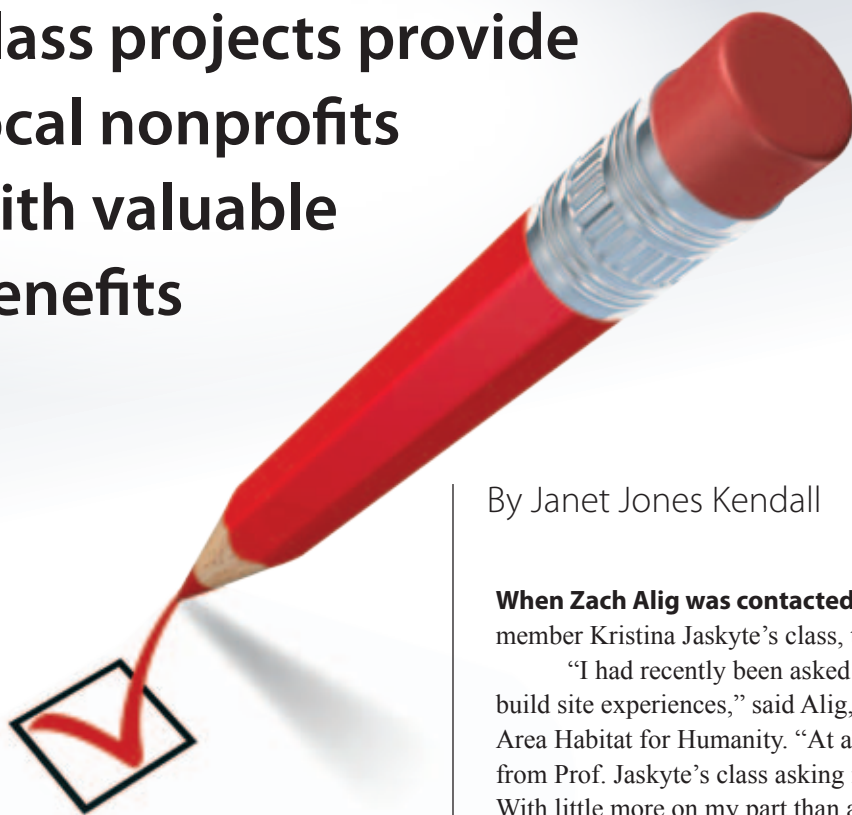 lass projects provide
ocal nonprofits
ith valuable
enefits
By Janet Jones Kendall
When Zach Alig was contacted
member Kristina Jaskyte’s class,
“I had recently been asked
build site experiences,” said Alig,
Area Habitat for Humanity. “At a
from Prof. Jaskyte’s class asking
With little more on my part than a